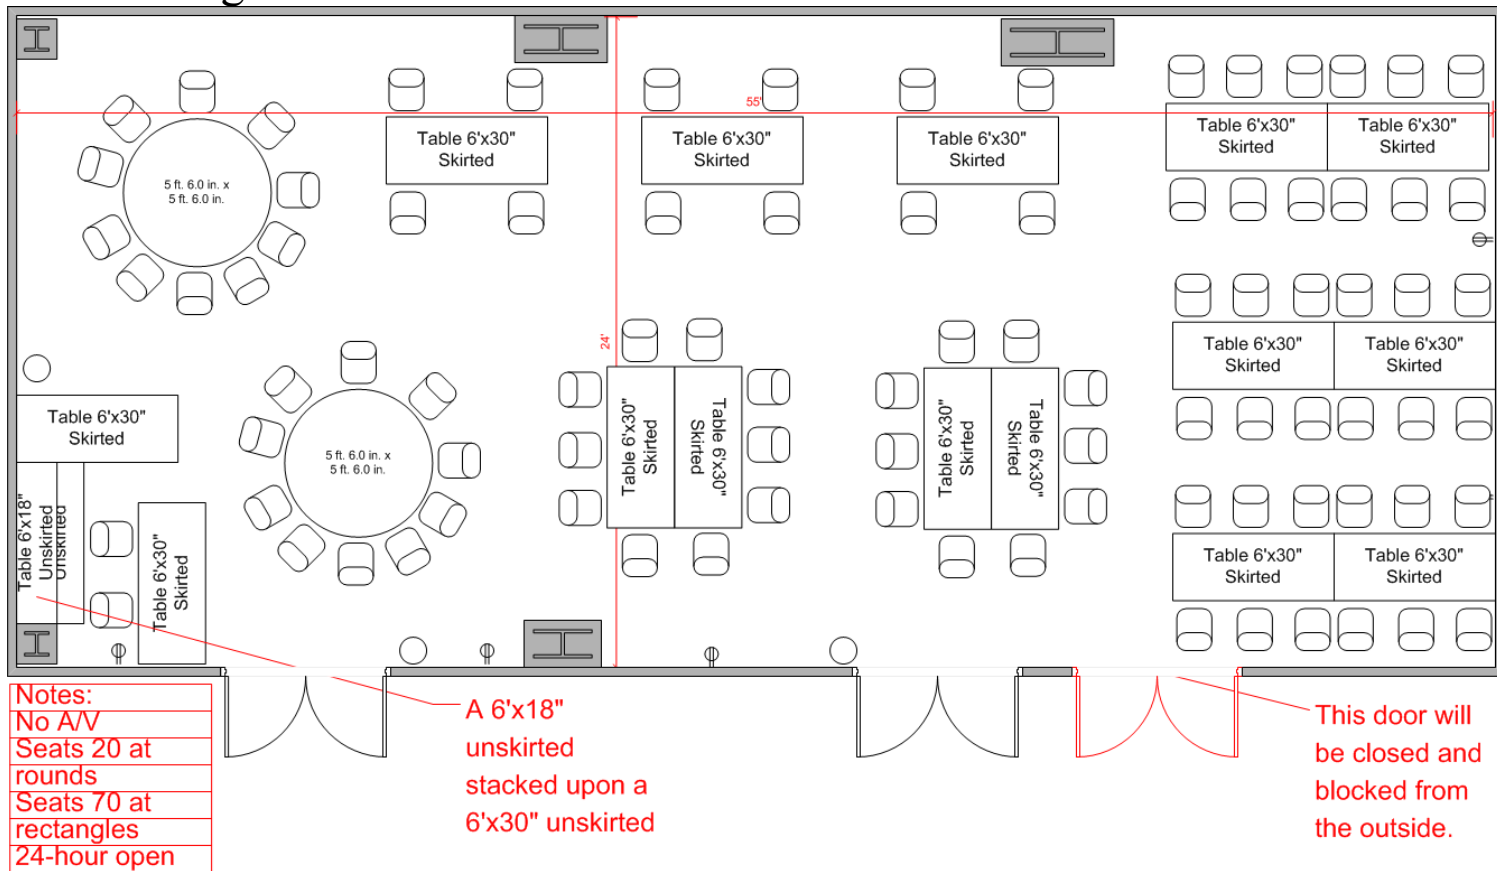 55'
Table 6'x30"
Skirted
Table 6'x30"
Skirted
Table 6'x30"
Skirted
Table 6'x30"
Skirted
Table 6'x30"
Skirted
5 ft. 6.0 in. x
5 ft. 6.0 in.
24'
Table 6'x30"
Skirted
Table 6'x30"
Skirted
Table 6'x30"
Skirted
5 ft. 6.0 in. x
5 ft. 6.0 in.
Table 6'x30"
Skirted
Table 6'x30"
Skirted
Table 6'x30"
Skirted
Table 6'x30"
Skirted
Table 6'x18"
Unskirted
Unskirted
Table 6'x30"
Skirted
Table 6'x30"
Skirted
Table 6'x30"
Skirted
Notes:
No A/V
Seats 20 at
rounds
Seats 70 at
rectangles
24-hour open
A 6'x18"
unskirted
stacked upon a
6'x30" unskirted
This door will
be closed and
blocked from
the outside.